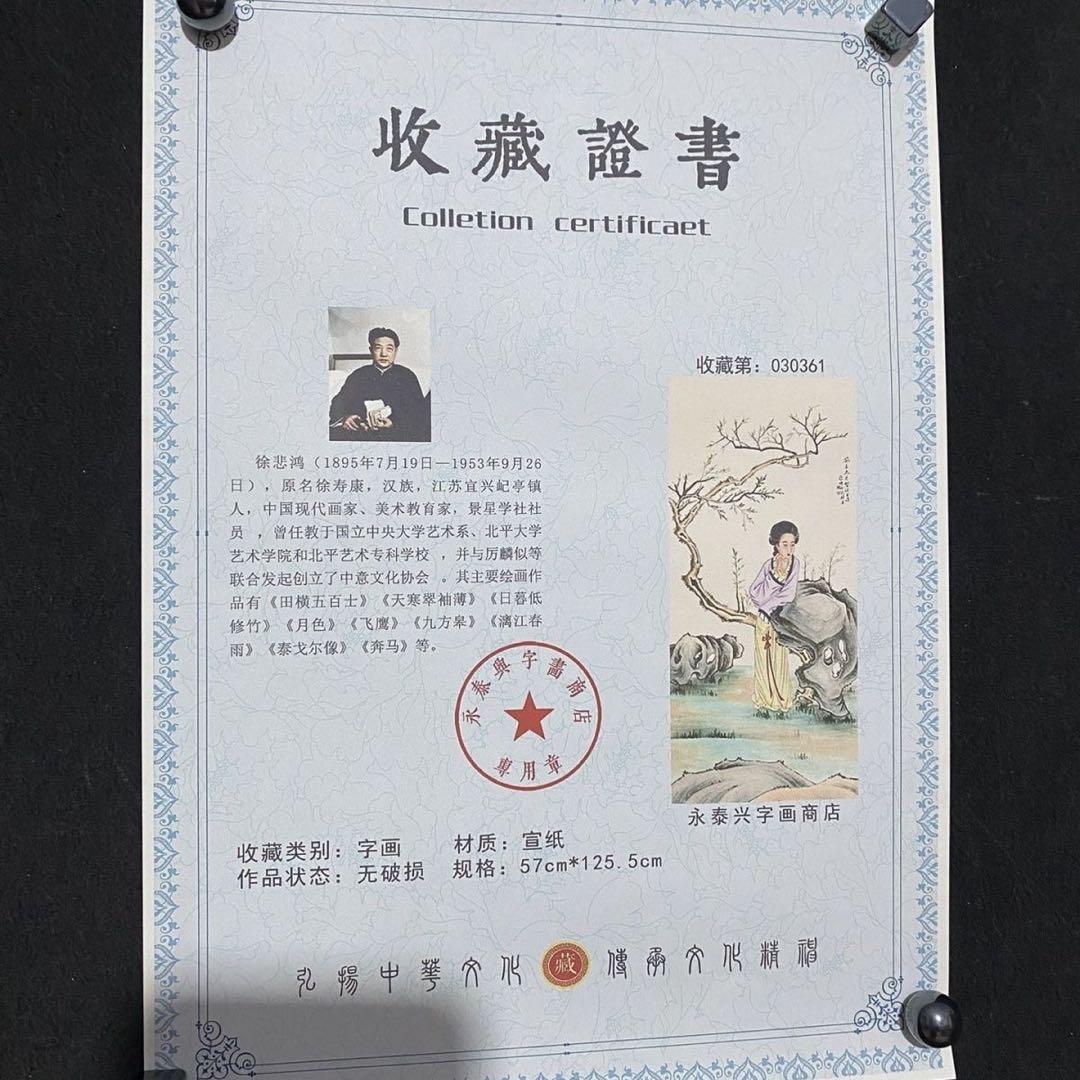 收藏證書
Colletion certificaet
收藏第：030361
徐悲鸿（1895年7月19日—1953年9月26
日），原名徐寿康，汉族，江苏宜兴屺亭镇
人，中国现代画家、美术教育家，景星学社社
员 ，曾任教于国立中央大学艺术系、北平大学
艺术学院和北平艺术专科学校 ，并与厉麟似等
联合发起创立了中意文化协会 。其主要绘画作
品有《田横五百士》《天寒翠袖薄》《日暮低
修竹》《月色》《飞鹰》《九方皋》《漓江春
雨》《泰戈尔像》《奔马》等。
永泰興字畵商店
專用章
永泰兴字画商店
收藏类别：字画 材质：宣纸
作品状态：无破损 规格：57cm*125.5cm
弘揚中華文化 藏 傳承文化精神